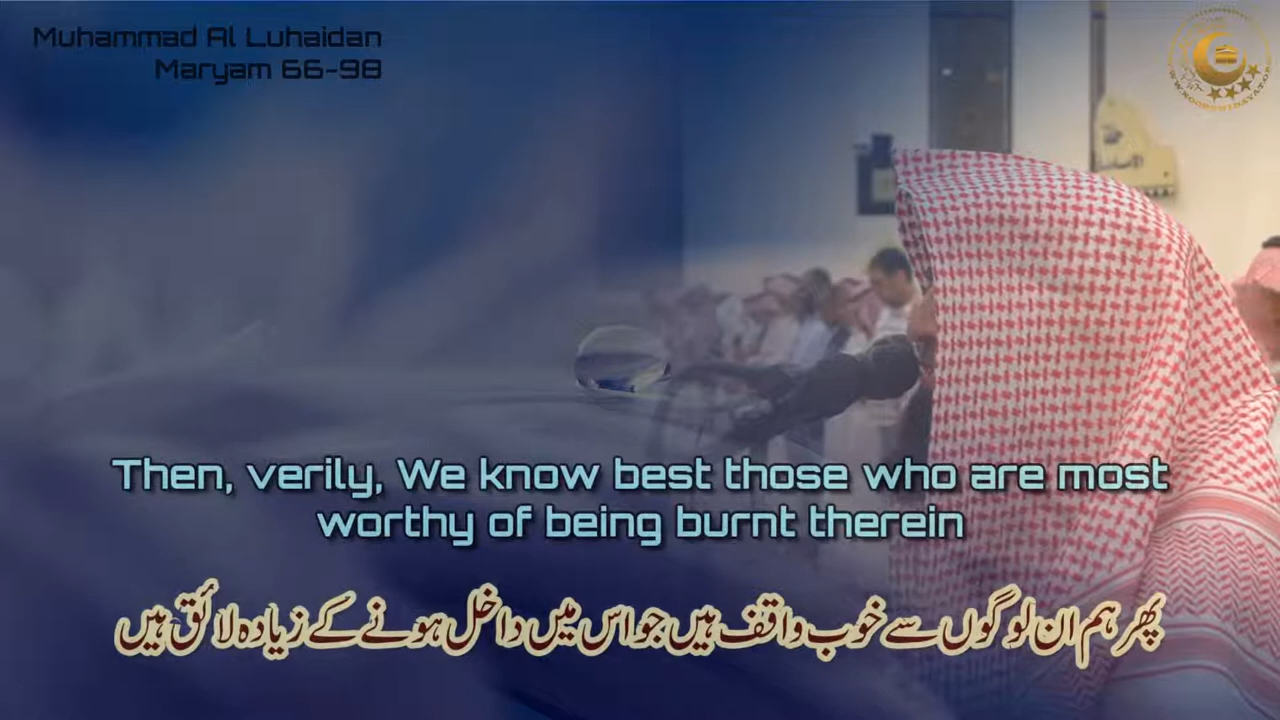 Muhammad Al Luhaidan
Maryam 66-98
Then, verily, We know best those who are most
worthy of being burnt therein
پھر ہم ان لوگوں سے خوب واقف ہیں جو اس میں داخل ہونے کے زیادہ لائق ہیں